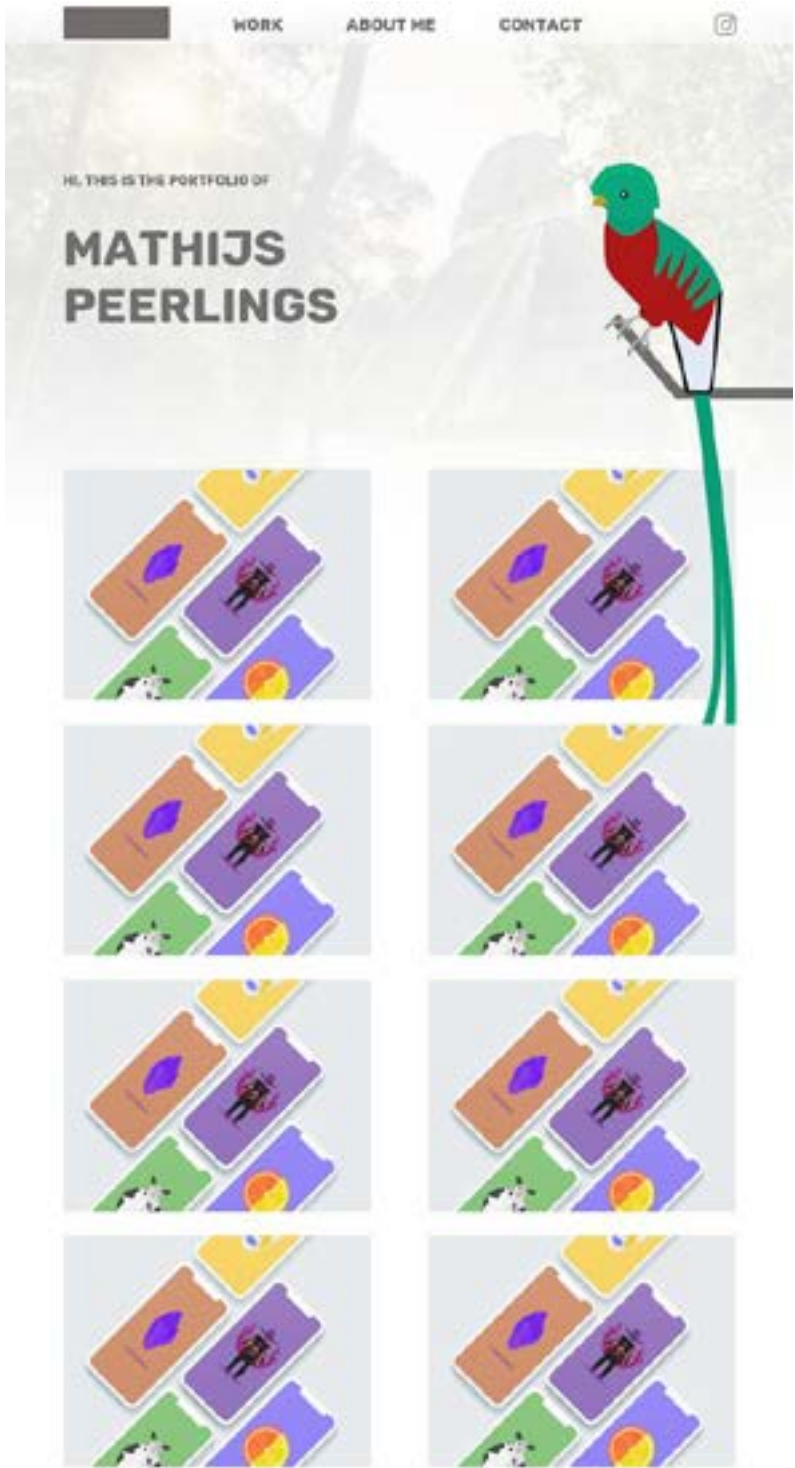 WORK
ABOUT ME
CONTACT
HI, THIS IS THE PORTFOLIO OF
MATHIJS
PEERLINGS